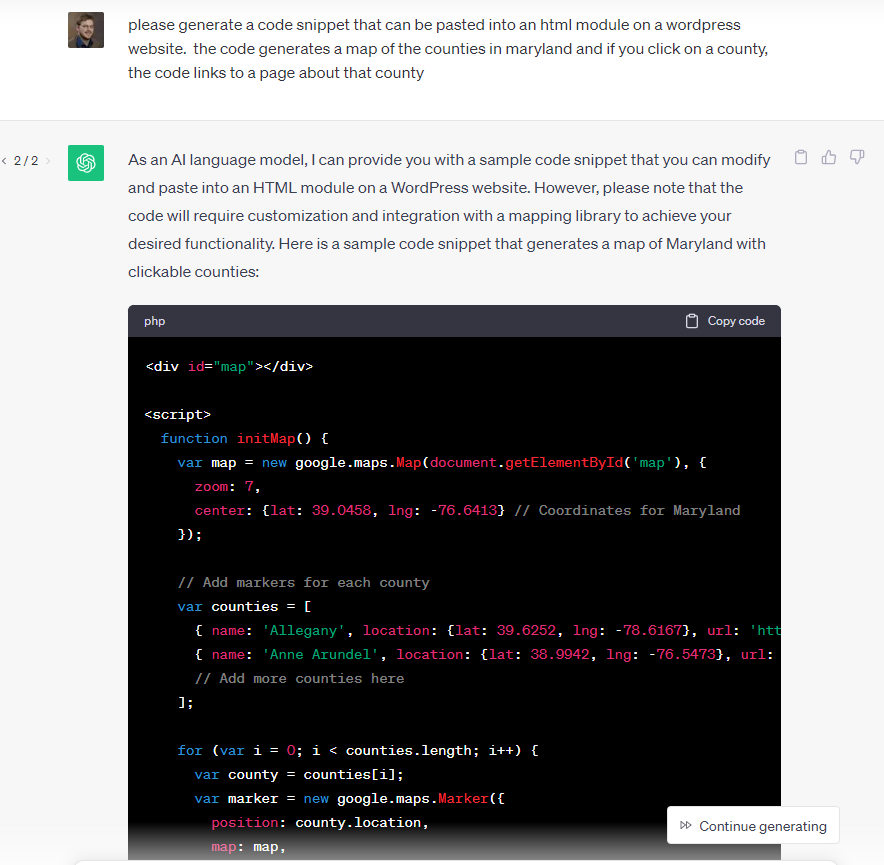 please generate a code snippet that can be pasted into an html module on a wordpress
website.  the code generates a map of the counties in maryland and if you click on a county,
the code links to a page about that county
< 2 / 2 >
As an AI language model, I can provide you with a sample code snippet that you can modify
and paste into an HTML module on a WordPress website. However, please note that the
code will require customization and integration with a mapping library to achieve your
desired functionality. Here is a sample code snippet that generates a map of Maryland with
clickable counties:
php
Copy code
<div id="map"></div>
<script>
  function initMap() {
    var map = new google.maps.Map(document.getElementById('map'), {
      zoom: 7,
      center: {lat: 39.0458, lng: -76.6413} // Coordinates for Maryland
    });
    // Add markers for each county
    var counties = [
      { name: 'Allegany', location: {lat: 39.6252, lng: -78.6167}, url: 'htt
      { name: 'Anne Arundel', location: {lat: 38.9942, lng: -76.5473}, url:
      // Add more counties here
    ];
    for (var i = 0; i < counties.length; i++) {
      var county = counties[i];
      var marker = new google.maps.Marker({
        position: county.location,
        map: map,
Continue generating